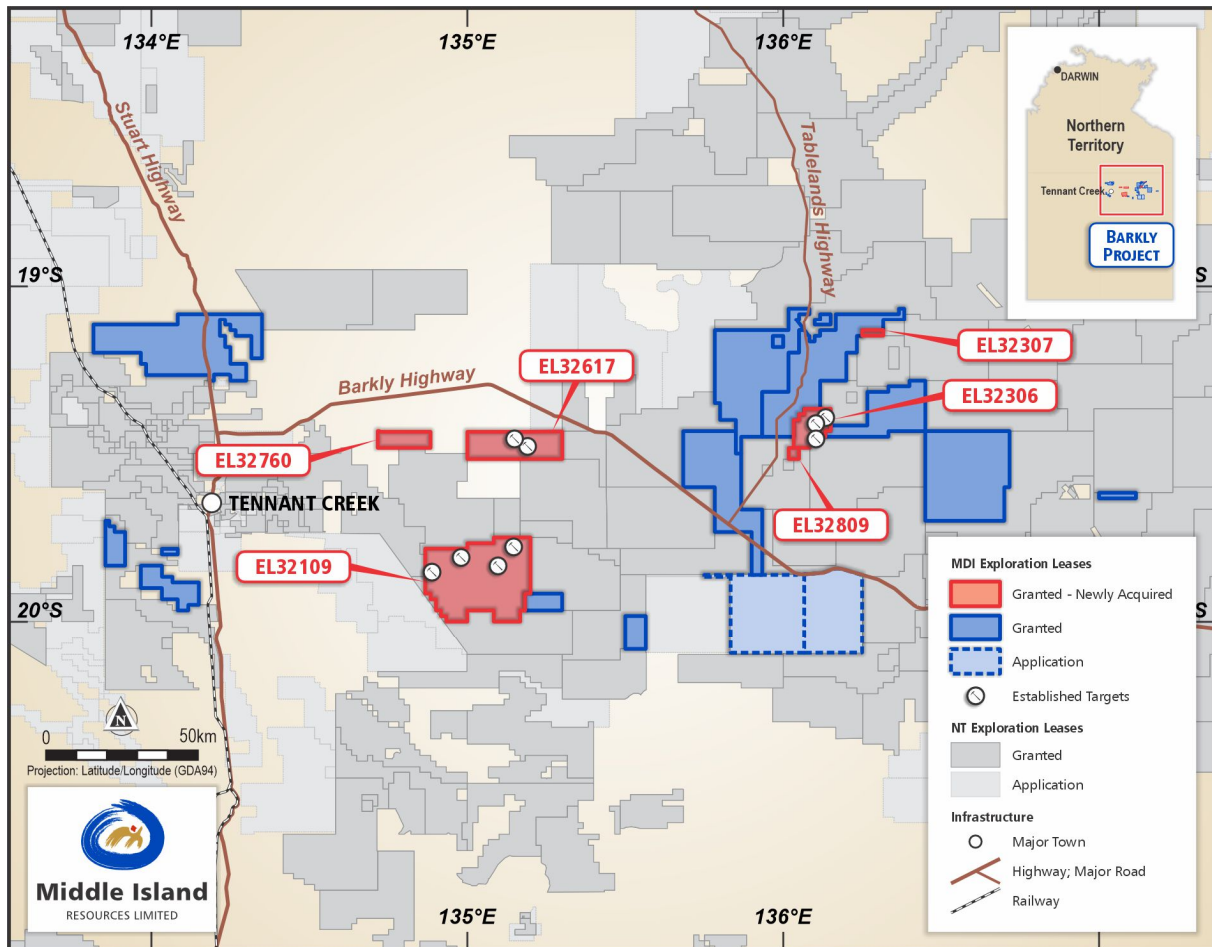 134°E
135°E
136°E
Stuart Highway
Tablelands Highway
DARWIN
Northern
Territory
Tennant Creek
BARKLY
PROJECT
19°S
S
EL32307
EL32617
Barkly Highway
EL32306
EL32760
TENNANT CREEK
EL32809
EL32109
20°S
S
MDI Exploration Leases
Granted - Newly Acquired
Granted
Application
Established Targets
NT Exploration Leases
Granted
Application
Infrastructure
Major Town
Highway; Major Road
Railway
N
0 50km
Projection: Latitude/Longitude (GDA94)
Middle Island
RESOURCES LIMITED
135°E
136°E